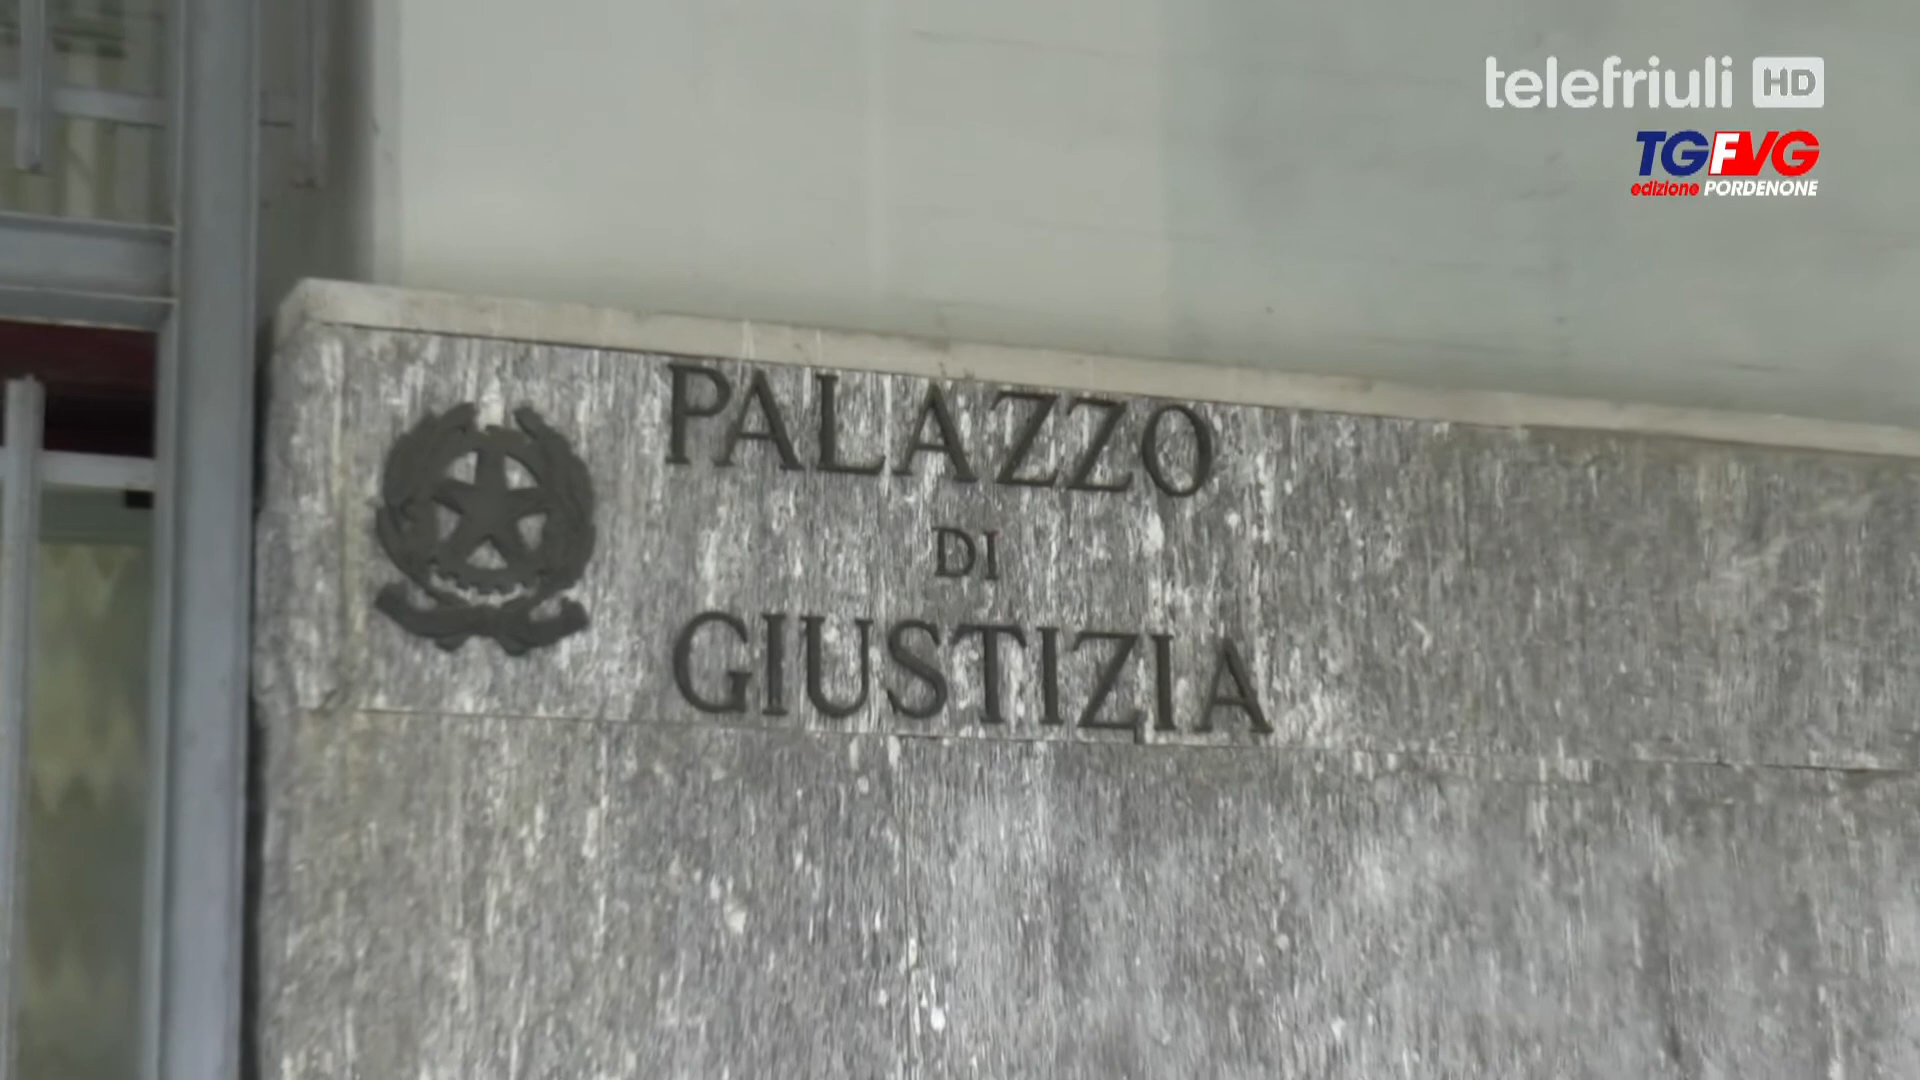 telefriuli HD
TGFVG
edizione PORDENONE
PALAZZO
DI
GIUSTIZIA